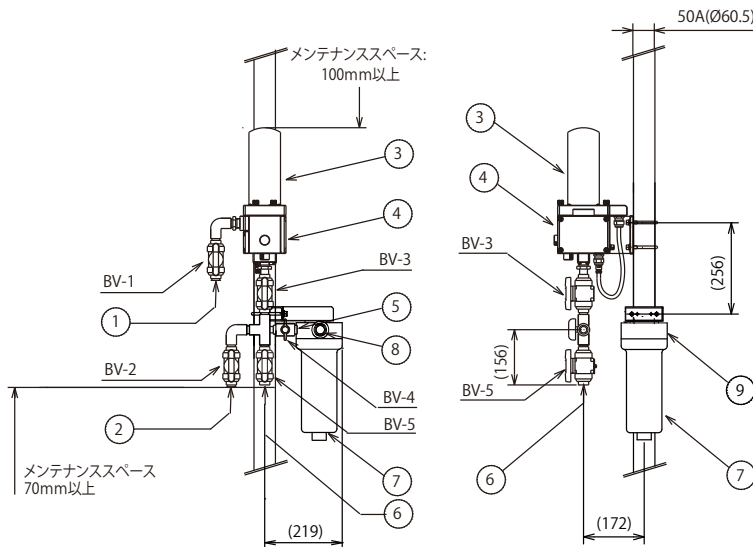 50A(Ø60.5)
メンテナンススペース:
100mm以上
3
4
BV-3
BV-1
1
5
8
BV-2
2
BV-4
BV-5
7
メンテナンススペース
70mm以上
6
(219)
3
4
BV-3
(256)
(156)
BV-5
9
6
7
(172)